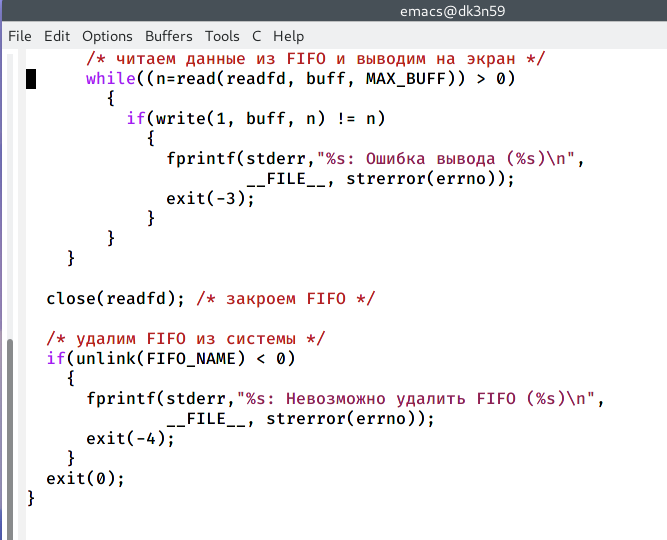 emacs@dk3n59
File Edit Options Buffers Tools C Help
/* читаем данные из FIFO и выводим на экран */
while((n=read(readfd, buff, MAX_BUFF)) > 0)
{
if(write(1, buff, n) != n)
{
fprintf(stderr,"%s: Ошибка вывода (%s)\n",
__FILE__, strerror(errno));
exit(-3);
}
}
}
close(readfd); /* закроем FIFO */
/* удалим FIFO из системы */
if(unlink(FIFO_NAME) < 0)
{
fprintf(stderr,"%s: Невозможно удалить FIFO (%s)\n",
__FILE__, strerror(errno));
exit(-4);
}
exit(0);
}